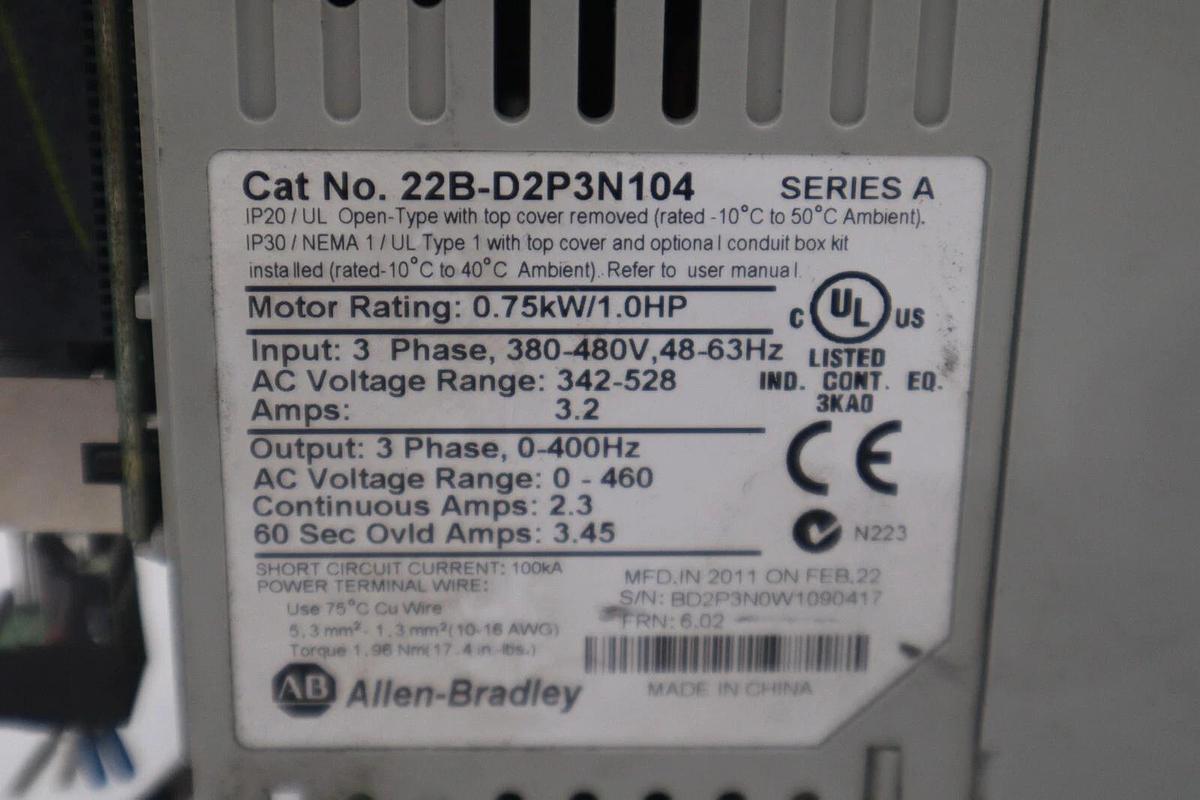 Cat No. 22B-D2P3N104 SERIES A
IP20 / UL Open-Type with top cover removed (rated -10°C to 50°C Ambient).
IP30 / NEMA 1 / UL Type 1 with top cover and optional conduit box kit
installed (rated-10°C to 40°C Ambient). Refer to user manual.
Motor Rating: 0.75kW/1.0HP
C UL US
LISTED
IND. CONT. EQ.
3KA0
Input: 3 Phase, 380-480V,48-63Hz
AC Voltage Range: 342-528
Amps: 3.2
Output: 3 Phase, 0-400Hz
AC Voltage Range: 0 - 460
Continuous Amps: 2.3
60 Sec Ovld Amps: 3.45
CE
N223
SHORT CIRCUIT CURRENT: 100kA
POWER TERMINAL WIRE:
Use 75°C Cu Wire
5.3 mm²- 1.3 mm²(10-16 AWG)
Torque 1.96 Nm(17.4 in.-lbs.)
MFD.IN 2011 ON FEB.22
S/N: BD2P3N0W1090417
FRN: 6.02
MADE IN CHINA
AB Allen-Bradley